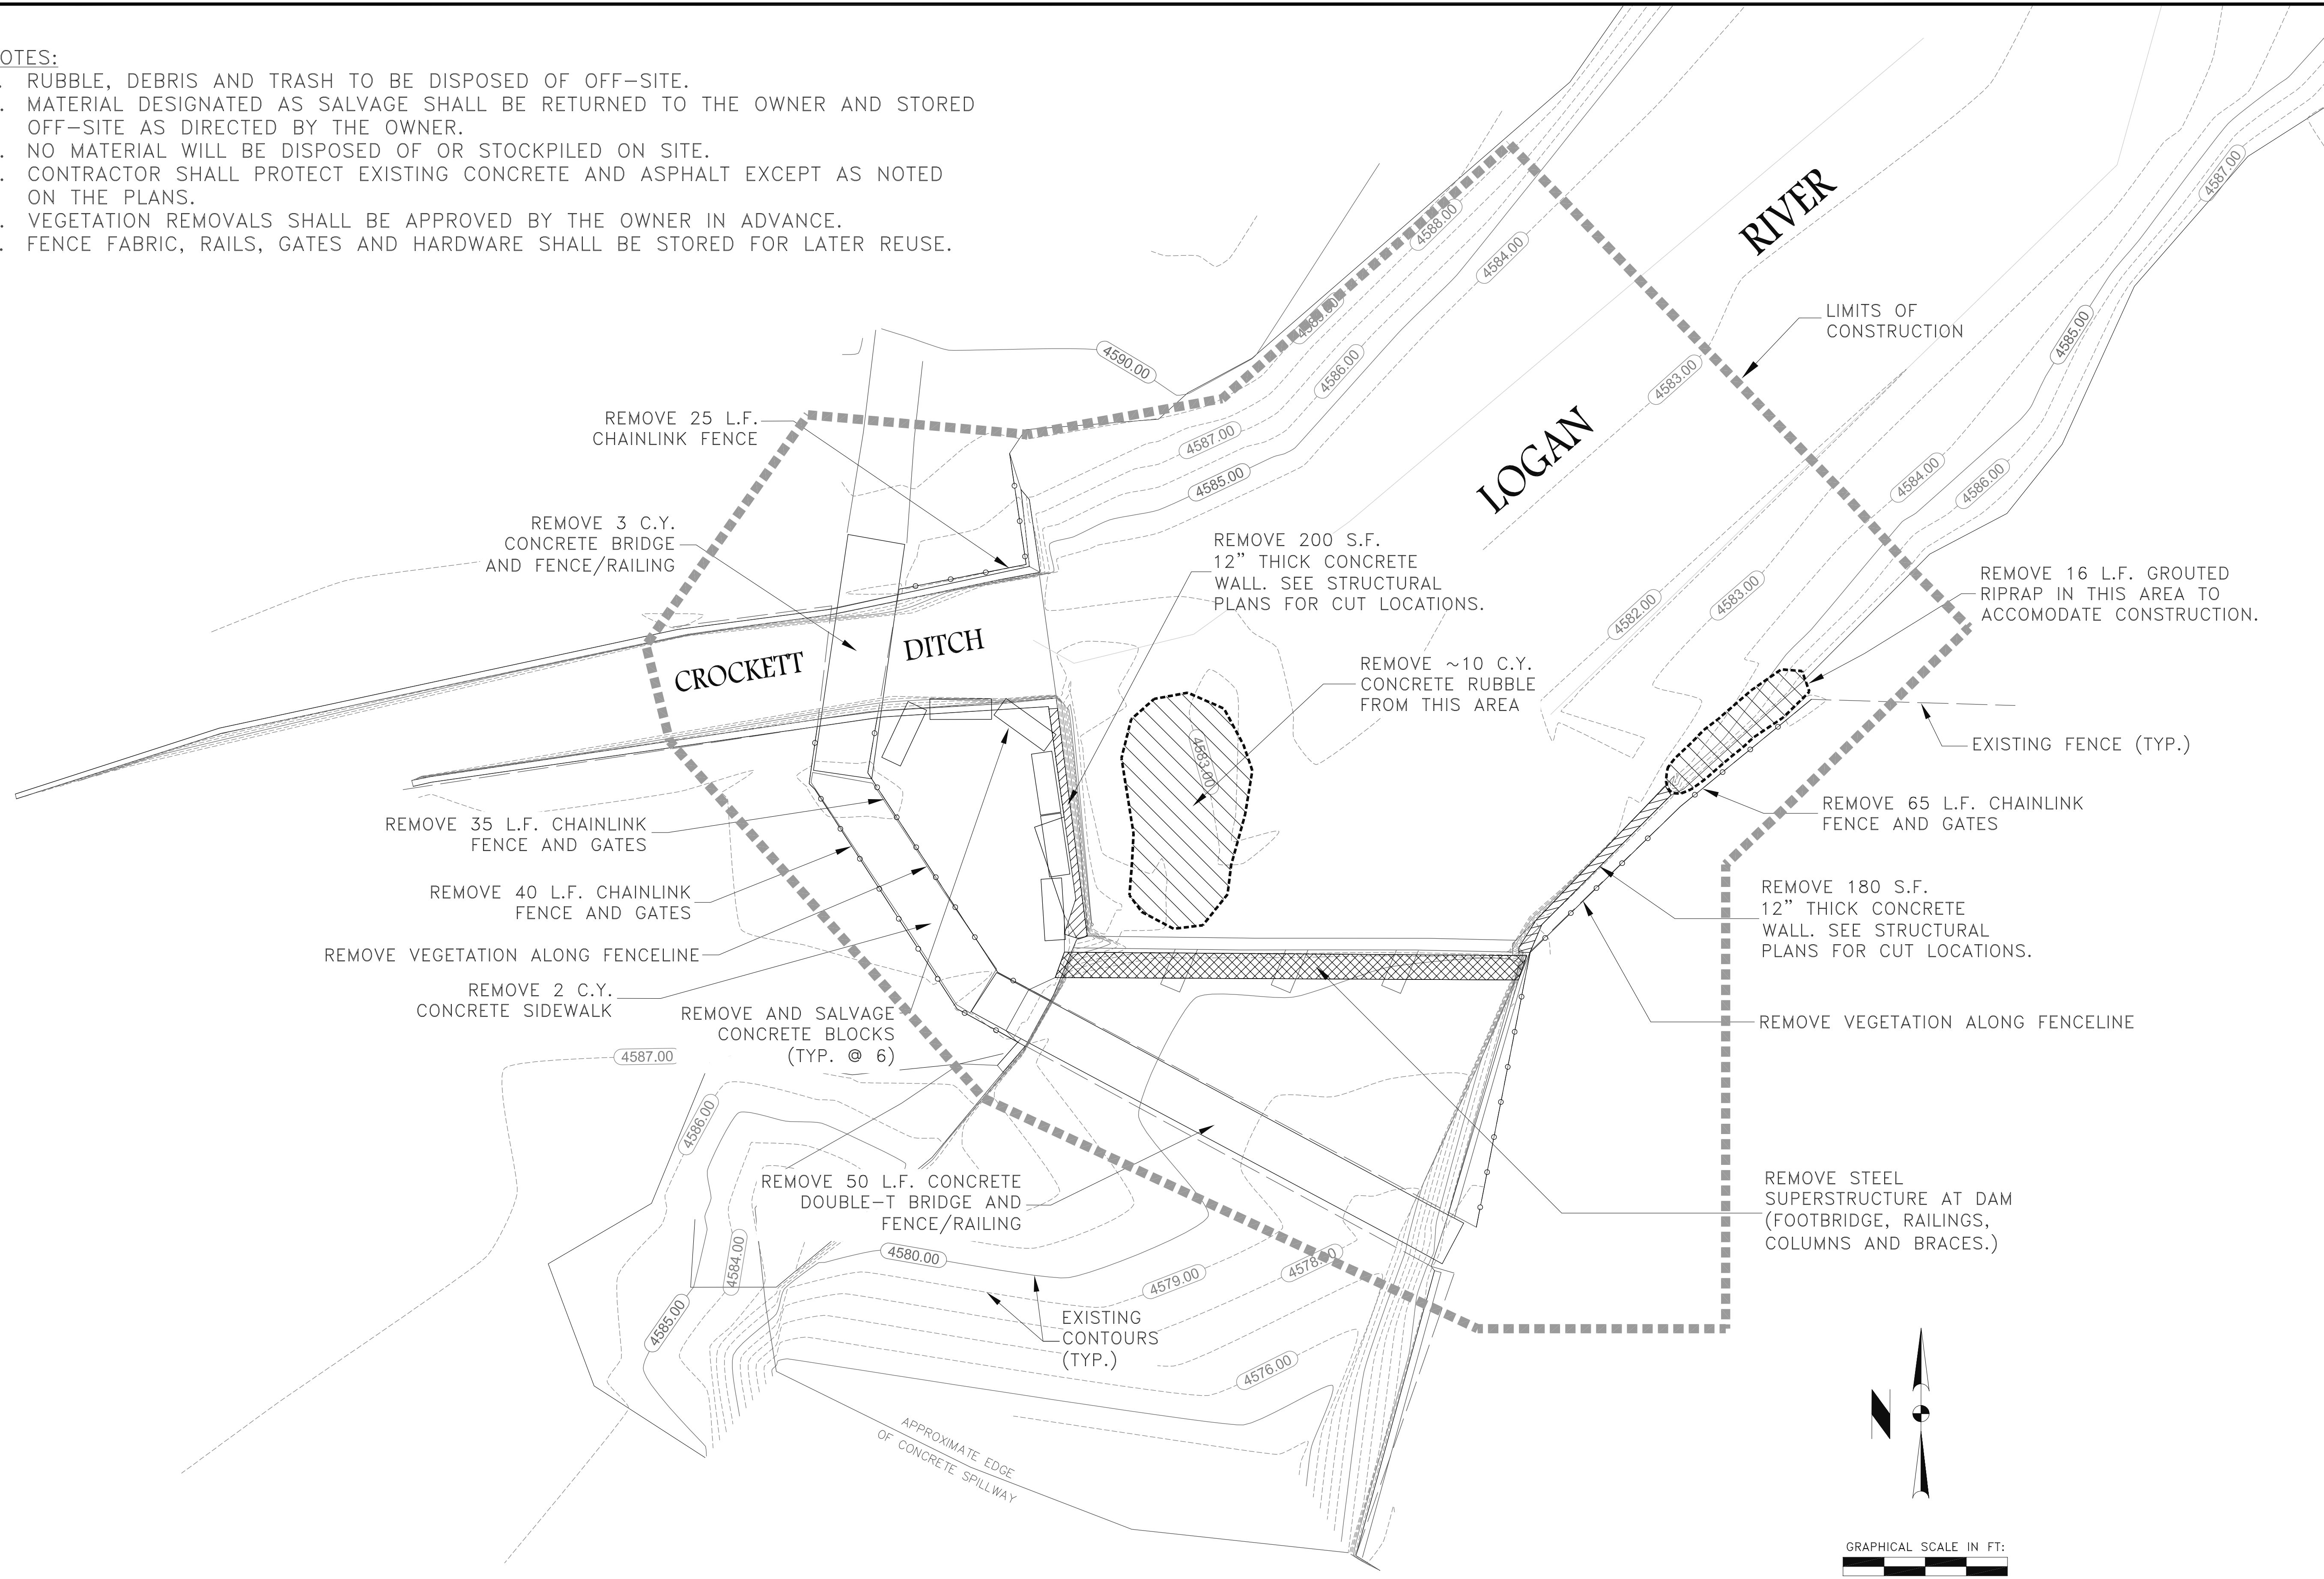 OTES:
. RUBBLE, DEBRIS AND TRASH TO BE DISPOSED OF OFF-SITE.
. MATERIAL DESIGNATED AS SALVAGE SHALL BE RETURNED TO THE OWNER AND STORED
OFF-SITE AS DIRECTED BY THE OWNER.
. NO MATERIAL WILL BE DISPOSED OF OR STOCKPILED ON SITE.
. CONTRACTOR SHALL PROTECT EXISTING CONCRETE AND ASPHALT EXCEPT AS NOTED
ON THE PLANS.
. VEGETATION REMOVALS SHALL BE APPROVED BY THE OWNER IN ADVANCE.
. FENCE FABRIC, RAILS, GATES AND HARDWARE SHALL BE STORED FOR LATER REUSE.
4587.00
RIVER
4588.00
4584.00
LIMITS OF
CONSTRUCTION
4585.00
4590.00
4586.00
4583.00
REMOVE 25 L.F.
CHAINLINK FENCE
4587.00
4585.00
LOGAN
4584.00
4586.00
REMOVE 3 C.Y.
CONCRETE BRIDGE
AND FENCE/RAILING
REMOVE 200 S.F.
12" THICK CONCRETE
WALL. SEE STRUCTURAL
PLANS FOR CUT LOCATIONS.
4582.00
4583.00
REMOVE 16 L.F. GROUTED
RIPRAP IN THIS AREA TO
ACCOMODATE CONSTRUCTION.
CROCKETT
DITCH
REMOVE ~10 C.Y.
CONCRETE RUBBLE
FROM THIS AREA
4583.00
EXISTING FENCE (TYP.)
REMOVE 35 L.F. CHAINLINK
FENCE AND GATES
REMOVE 65 L.F. CHAINLINK
FENCE AND GATES
REMOVE 40 L.F. CHAINLINK
FENCE AND GATES
REMOVE 180 S.F.
12" THICK CONCRETE
WALL. SEE STRUCTURAL
PLANS FOR CUT LOCATIONS.
REMOVE VEGETATION ALONG FENCELINE
REMOVE 2 C.Y.
CONCRETE SIDEWALK
REMOVE AND SALVAGE
CONCRETE BLOCKS
(TYP. @ 6)
REMOVE VEGETATION ALONG FENCELINE
4587.00
4586.00
REMOVE 50 L.F. CONCRETE
DOUBLE-T BRIDGE AND
FENCE/RAILING
REMOVE STEEL
SUPERSTRUCTURE AT DAM
(FOOTBRIDGE, RAILINGS,
COLUMNS AND BRACES.)
4584.00
4580.00
4579.00
4578.00
4585.00
EXISTING
CONTOURS
(TYP.)
4576.00
APPROXIMATE EDGE
OF CONCRETE SPILLWAY
N
GRAPHICAL SCALE IN FT: